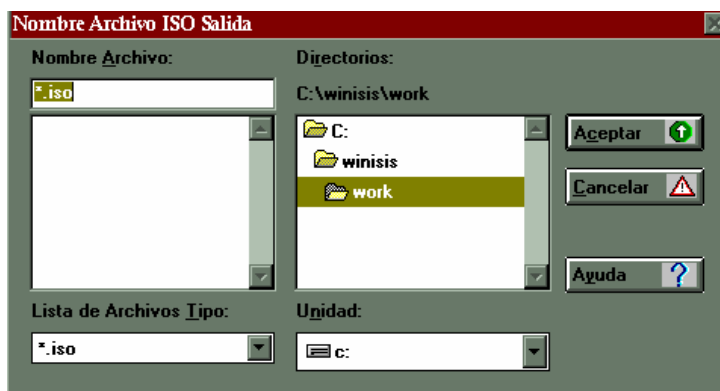 Nombre Archivo ISO Salida
Nombre Archivo:
*.iso
Directorios:
C:\winisis\work
C:
winisis
work
Aceptar
Cancelar
Ayuda
Lista de Archivos Tipo:
*.iso
Unidad:
c: